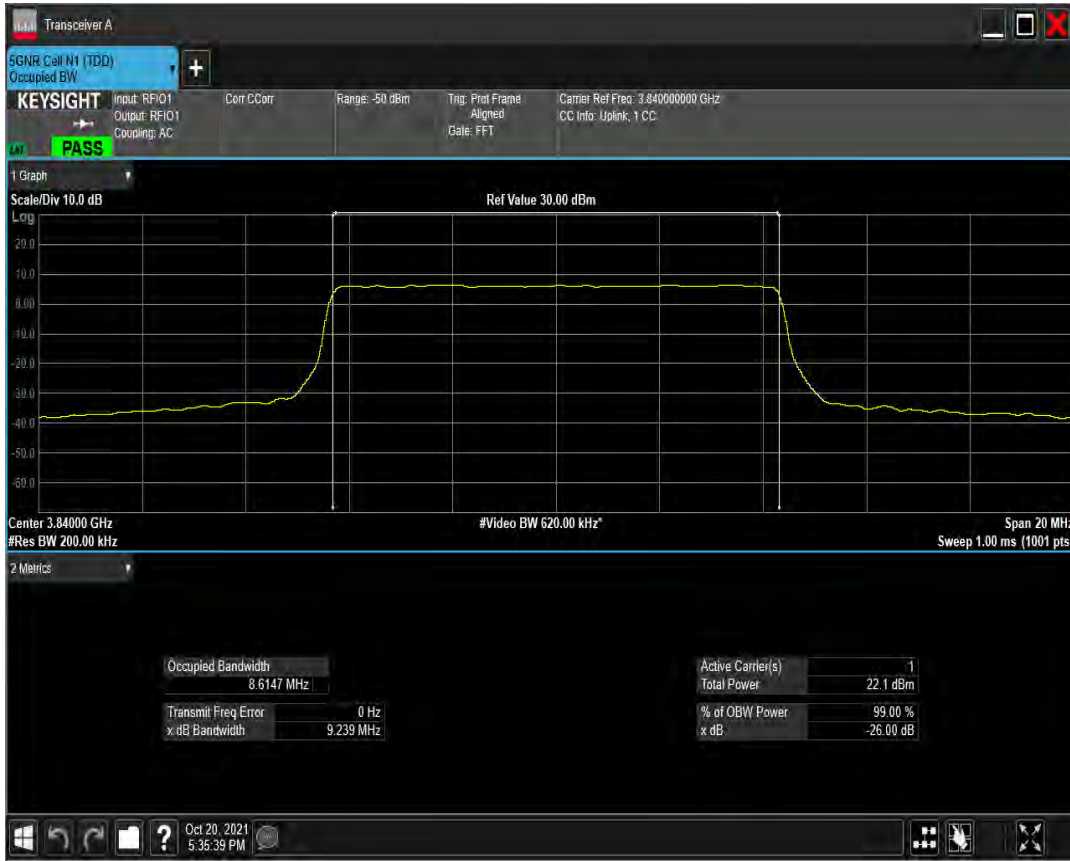 Transceiver A
5GNR Cell N1 (TDD)
Occupied BW
+
KEYSIGHT
Input: RFIO1
Output: RFIO1
Coupling: AC
Corr CCorr
Range: -50 dBm
Trig: Prot Frame
Aligned
Gate: FFT
Carrier Ref Freq: 3.840000000 GHz
CC Info: Uplink, 1 CC
PASS
1 Graph
Scale/Div 10.0 dB
Ref Value 30.00 dBm
Log
20.0
10.0
0.00
-10.0
-20.0
-30.0
-40.0
-50.0
-60.0
Center 3.84000 GHz
#Video BW 620.00 kHz*
Span 20 MHz
#Res BW 200.00 kHz
Sweep 1.00 ms (1001 pts
2 Metrics
Occupied Bandwidth
8.6147 MHz
Transmit Freq Error 0 Hz
x dB Bandwidth 9.239 MHz
Active Carrier(s) 1
Total Power 22.1 dBm
% of OBW Power 99.00 %
x dB -26.00 dB
?
Oct 20, 2021
5:35:39 PM